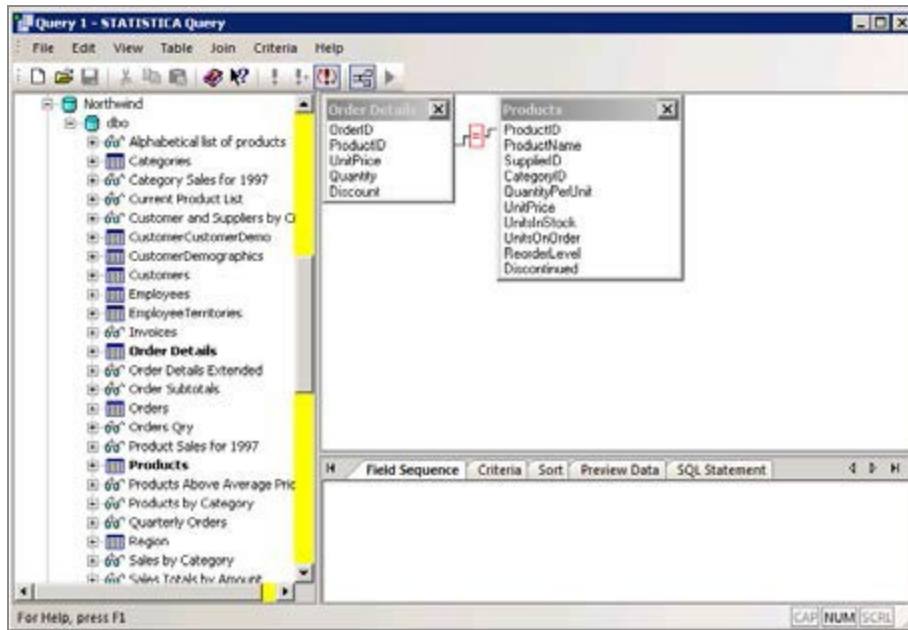 Query 1 - STATISTICA Query
File Edit View Table Join Criteria Help
Northwind
dbo
Alphabetical list of products
Categories
Category Sales for 1997
Current Product List
Customer and Suppliers by Ci
CustomerCustomerDemo
CustomerDemographics
Customers
Employees
EmployeeTerritories
Invoices
Order Details
Order Details Extended
Order Subtotals
Orders
Orders Qry
Product Sales for 1997
Products
Products Above Average Pric
Products by Category
Quarterly Orders
Region
Sales by Category
Sales Totals by Amount
Order Details
OrderID
ProductID
UnitPrice
Quantity
Discount
=
Products
ProductID
ProductName
SupplierID
CategoryID
QuantityPerUnit
UnitPrice
UnitsInStock
UnitsOnOrder
ReorderLevel
Discontinued
Field Sequence Criteria Sort Preview Data SQL Statement
For Help, press F1
CAP NUM SCRL